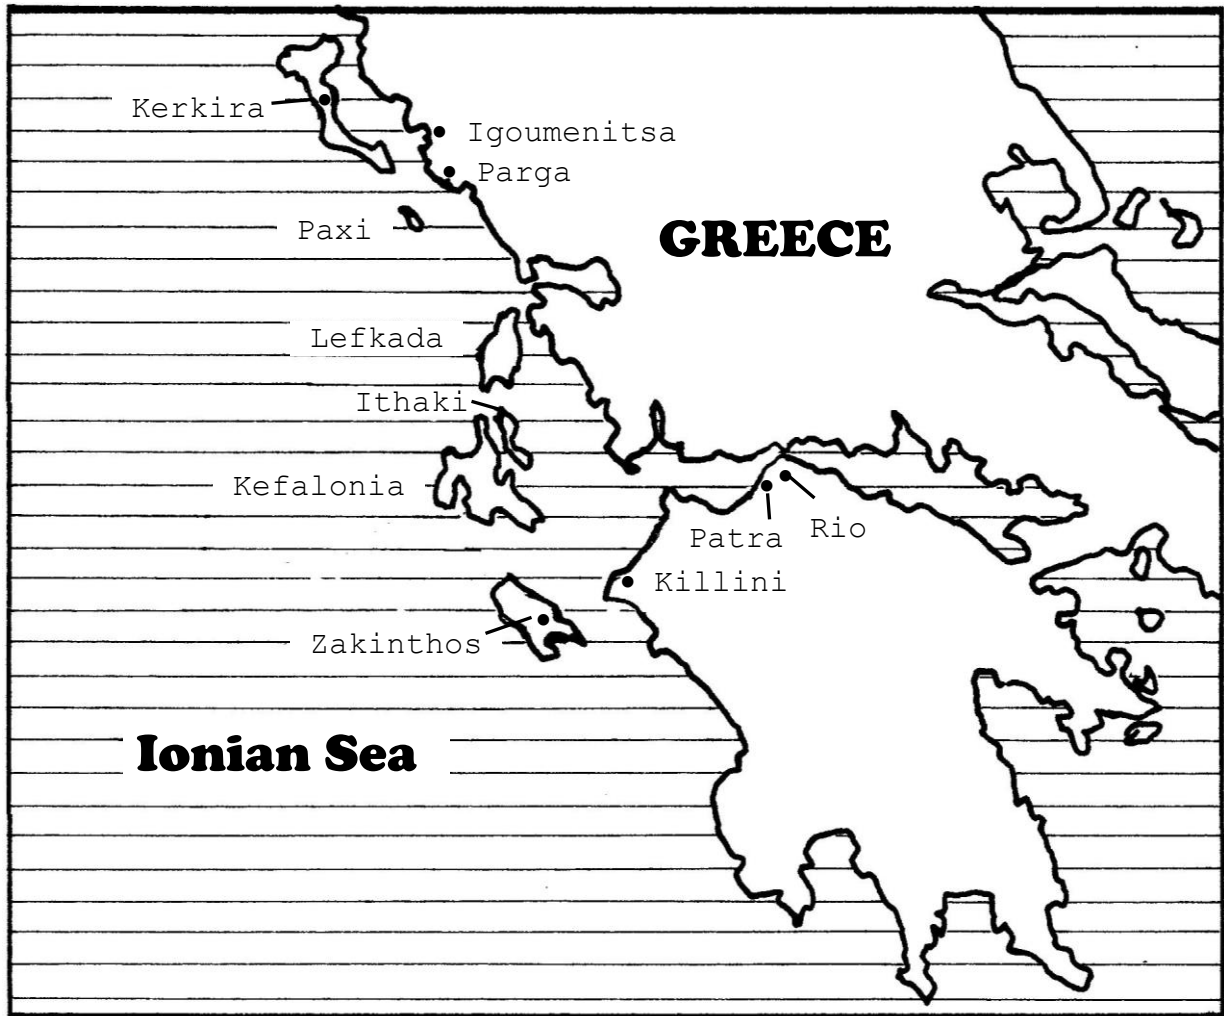 Kerkira
Igoumenitsa
Parga
Paxi
GREECE
Lefkada
Ithaki
Kefalonia
Patra
Rio
Killini
Zakinthos
Ionian Sea